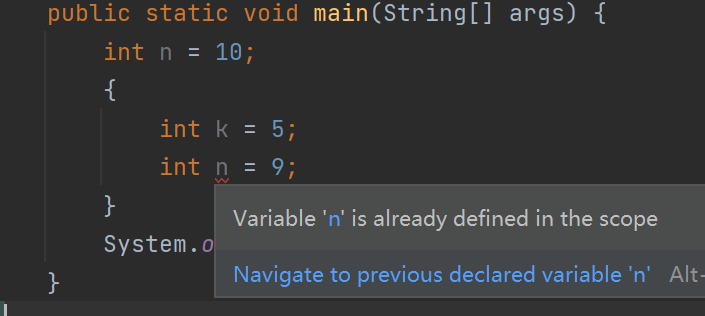 public static void main(String[] args) {
int n = 10;
{
int k = 5;
int n = 9;
}
Variable 'n' is already defined in the scope
System.o
Navigate to previous declared variable 'n' Alt-
}